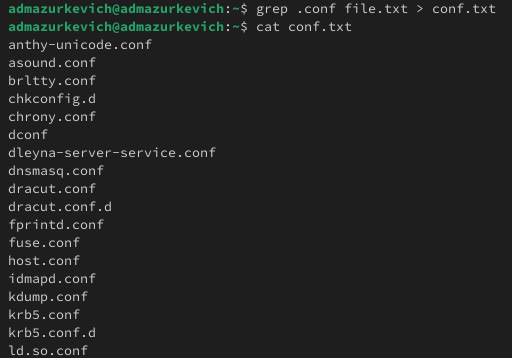 admazurkevich@admazurkevich:~$ grep .conf file.txt > conf.txt
admazurkevich@admazurkevich:~$ cat conf.txt
anthy-unicode.conf
asound.conf
brltty.conf
chkconfig.d
chrony.conf
dconf
dleyna-server-service.conf
dnsmasq.conf
dracut.conf
dracut.conf.d
fprintd.conf
fuse.conf
host.conf
idmapd.conf
kdump.conf
krb5.conf
krb5.conf.d
ld.so.conf